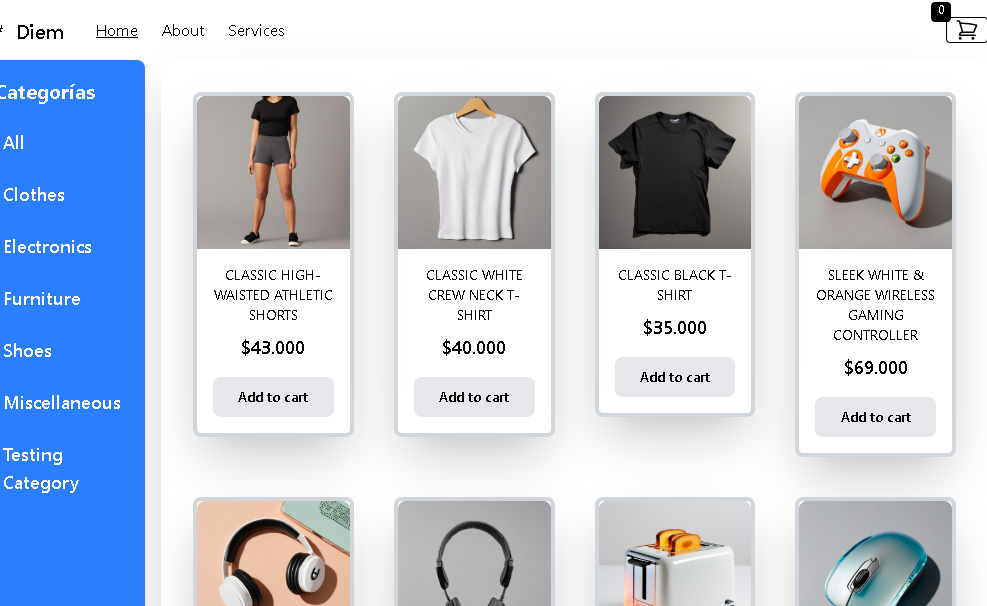 Diem Home About Services 0
Categorías
All
Clothes
Electronics
Furniture
Shoes
Miscellaneous
Testing
Category
CLASSIC HIGH-
WAISTED ATHLETIC
SHORTS
$43.000
Add to cart
CLASSIC WHITE
CREW NECK T-
SHIRT
$40.000
Add to cart
CLASSIC BLACK T-
SHIRT
$35.000
Add to cart
SLEEK WHITE &
ORANGE WIRELESS
GAMING
CONTROLLER
$69.000
Add to cart